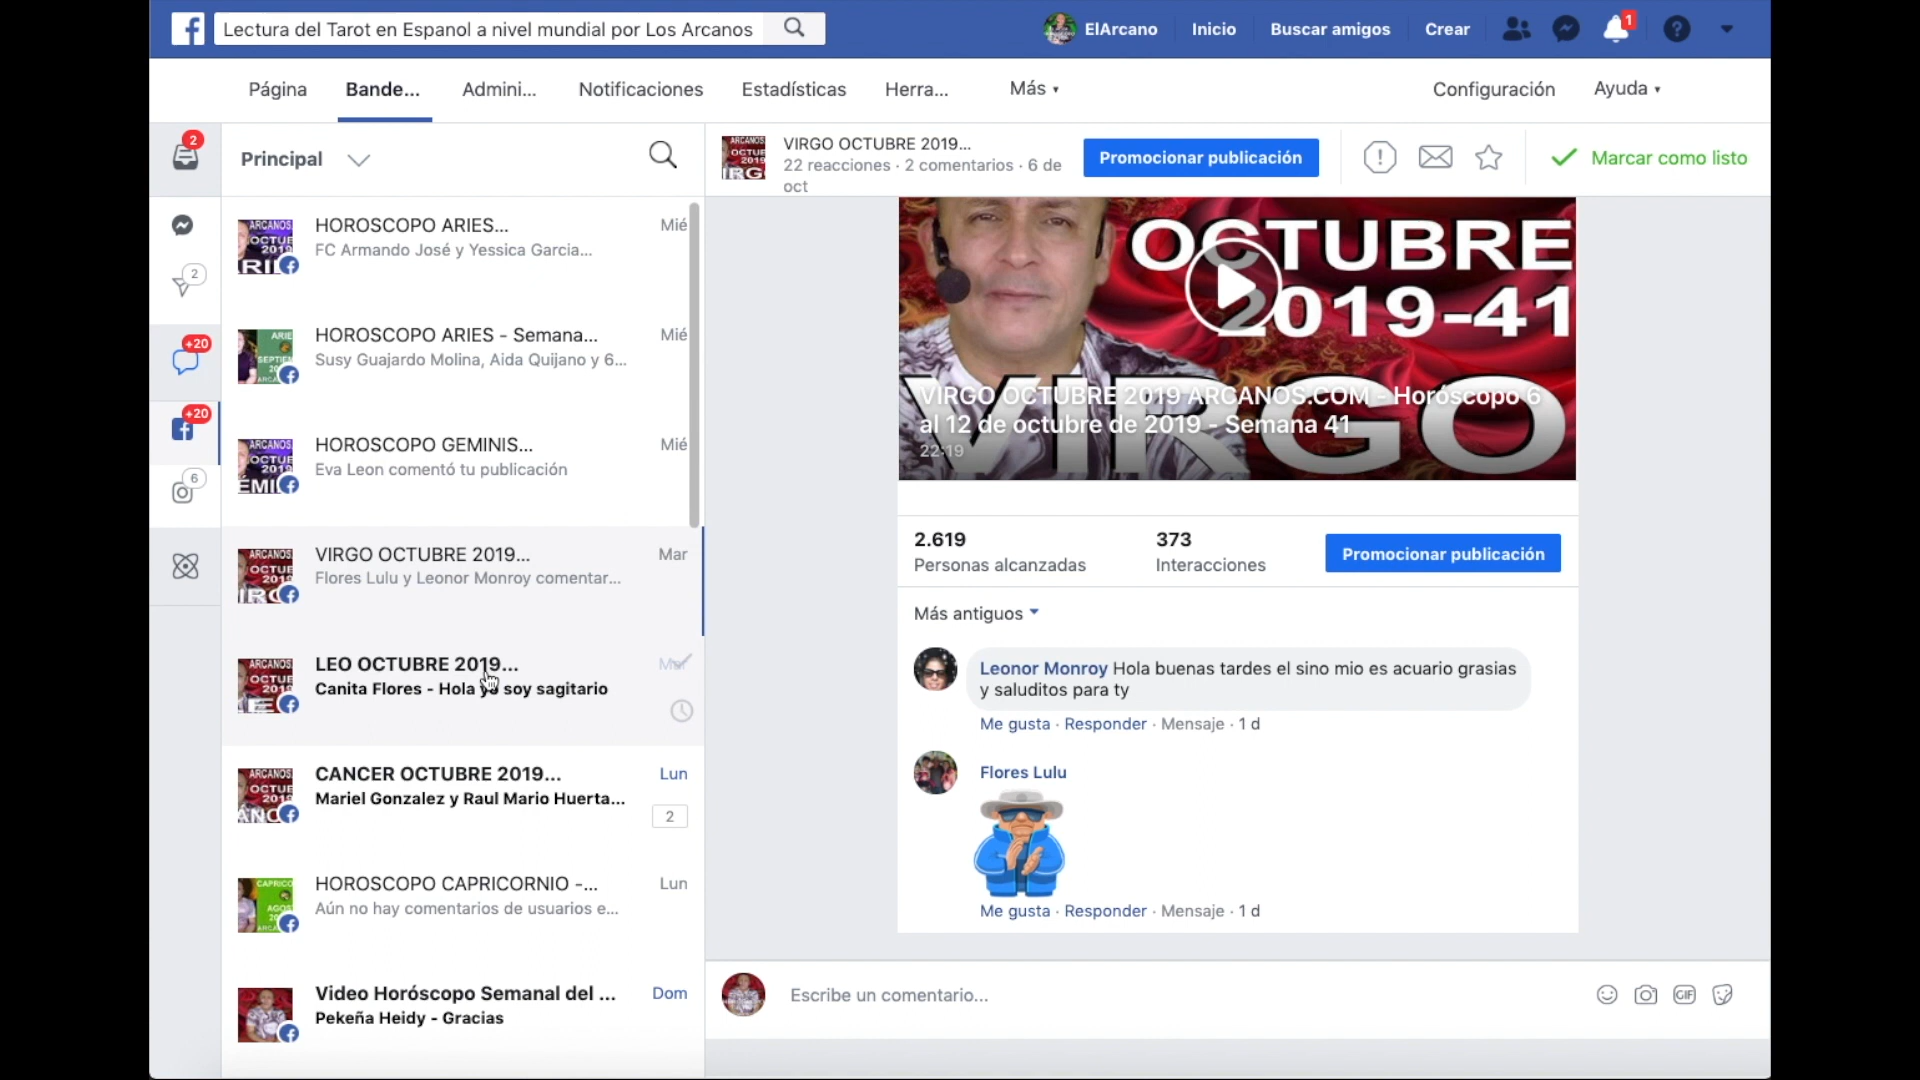 Lectura del Tarot en Espanol a nivel mundial por Los Arcanos
ElArcano
Inicio
Buscar amigos
Crear
1
Página
Bande...
Admini...
Notificaciones
Estadísticas
Herra...
Más
Configuración
Ayuda
2
Principal
2
+20
+20
6
HOROSCOPO ARIES...
Mié
FC Armando José y Yessica Garcia...
HOROSCOPO ARIES - Semana...
Mié
Susy Guajardo Molina, Aida Quijano y 6...
HOROSCOPO GEMINIS...
Mié
Eva Leon comentó tu publicación
VIRGO OCTUBRE 2019...
Mar
Flores Lulu y Leonor Monroy comentar...
LEO OCTUBRE 2019...
Canita Flores - Hola yo soy sagitario
CANCER OCTUBRE 2019...
Lun
Mariel Gonzalez y Raul Mario Huerta...
2
HOROSCOPO CAPRICORNIO -...
Lun
Aún no hay comentarios de usuarios e...
Video Horóscopo Semanal del ...
Dom
Pekeña Heidy - Gracias
VIRGO OCTUBRE 2019...
22 reacciones · 2 comentarios · 6 de
oct
Promocionar publicación
Marcar como listo
OCTUBRE
2019-41
VIRGO
VIRGO OCTUBRE 2019 ARCANOS.COM - Horóscopo 6
al 12 de octubre de 2019 - Semana 41
22:19
2.619
Personas alcanzadas
373
Interacciones
Promocionar publicación
Más antiguos
Leonor Monroy Hola buenas tardes el sino mio es acuario grasias
y saluditos para ty
Me gusta · Responder · Mensaje · 1 d
Flores Lulu
Me gusta · Responder · Mensaje · 1 d
Escribe un comentario...
GIF